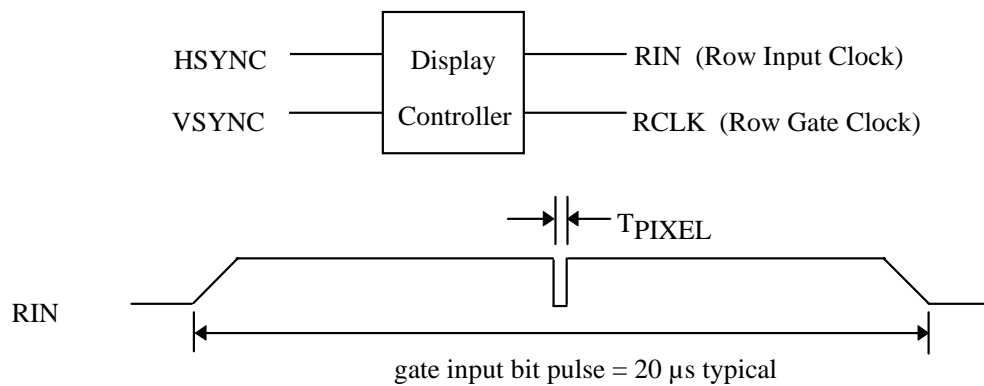 HSYNC
VSYNC
Display
Controller
RIN (Row Input Clock)
RCLK (Row Gate Clock)
TPIXEL
RIN
gate input bit pulse = 20 µs typical